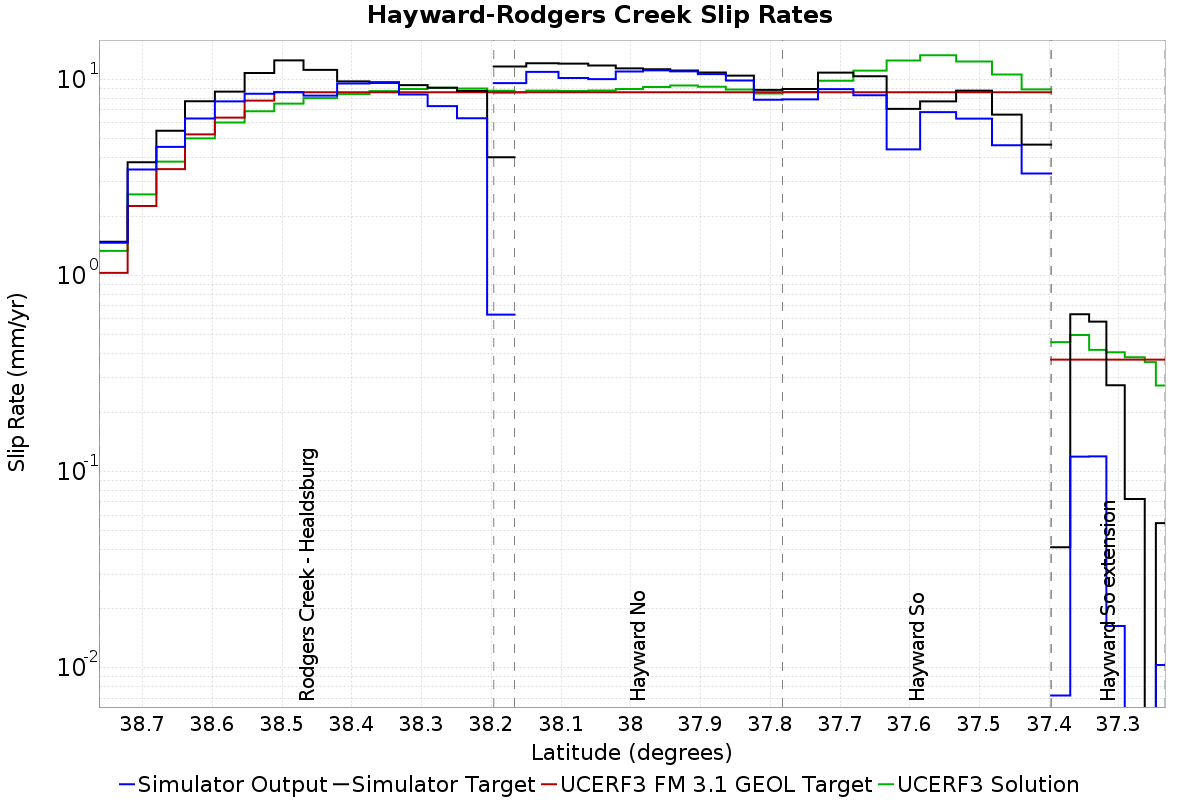 Hayward-Rodgers Creek Slip Rates
Slip Rate (mm/yr)
10^1
10^0
10^-1
10^-2
Rodgers Creek - Healdsburg
Hayward No
Hayward So
Hayward So extension
38.7 38.6 38.5 38.4 38.3 38.2 38.1 38 37.9 37.8 37.7 37.6 37.5 37.4 37.3
Latitude (degrees)
Simulator Output Simulator Target UCERF3 FM 3.1 GEOL Target UCERF3 Solution